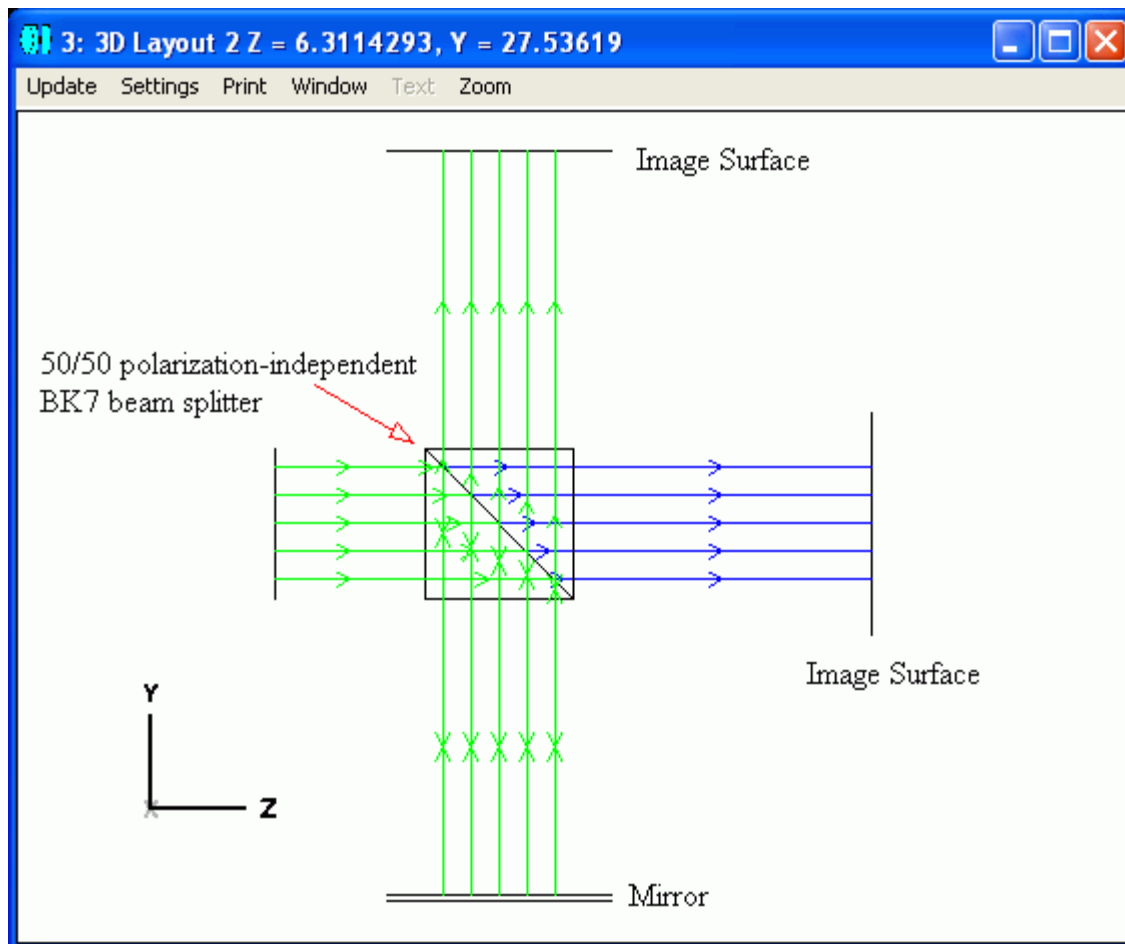 3: 3D Layout 2 Z = 6.3114293, Y = 27.53619
Update Settings Print Window Text Zoom
Image Surface
50/50 polarization-independent
BK7 beam splitter
Image Surface
Y
X
Z
Mirror